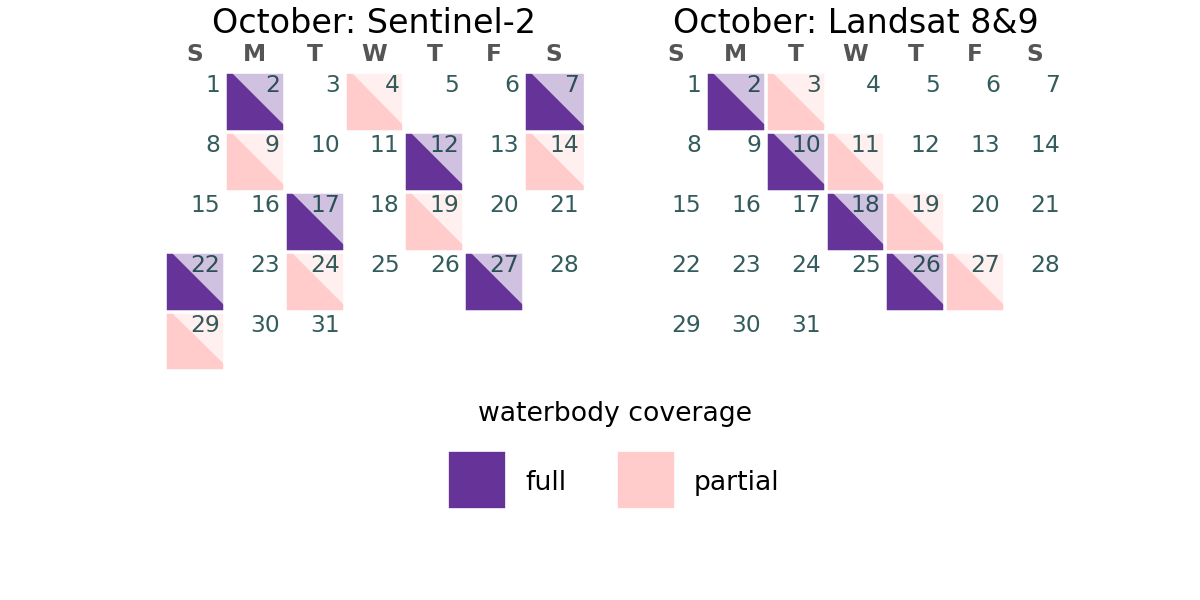 October: Sentinel-2
S M T W T F S
1 2 3 4 5 6 7
8 9 10 11 12 13 14
15 16 17 18 19 20 21
22 23 24 25 26 27 28
29 30 31
October: Landsat 8&9
S M T W T F S
1 2 3 4 5 6 7
8 9 10 11 12 13 14
15 16 17 18 19 20 21
22 23 24 25 26 27 28
29 30 31
waterbody coverage
full partial